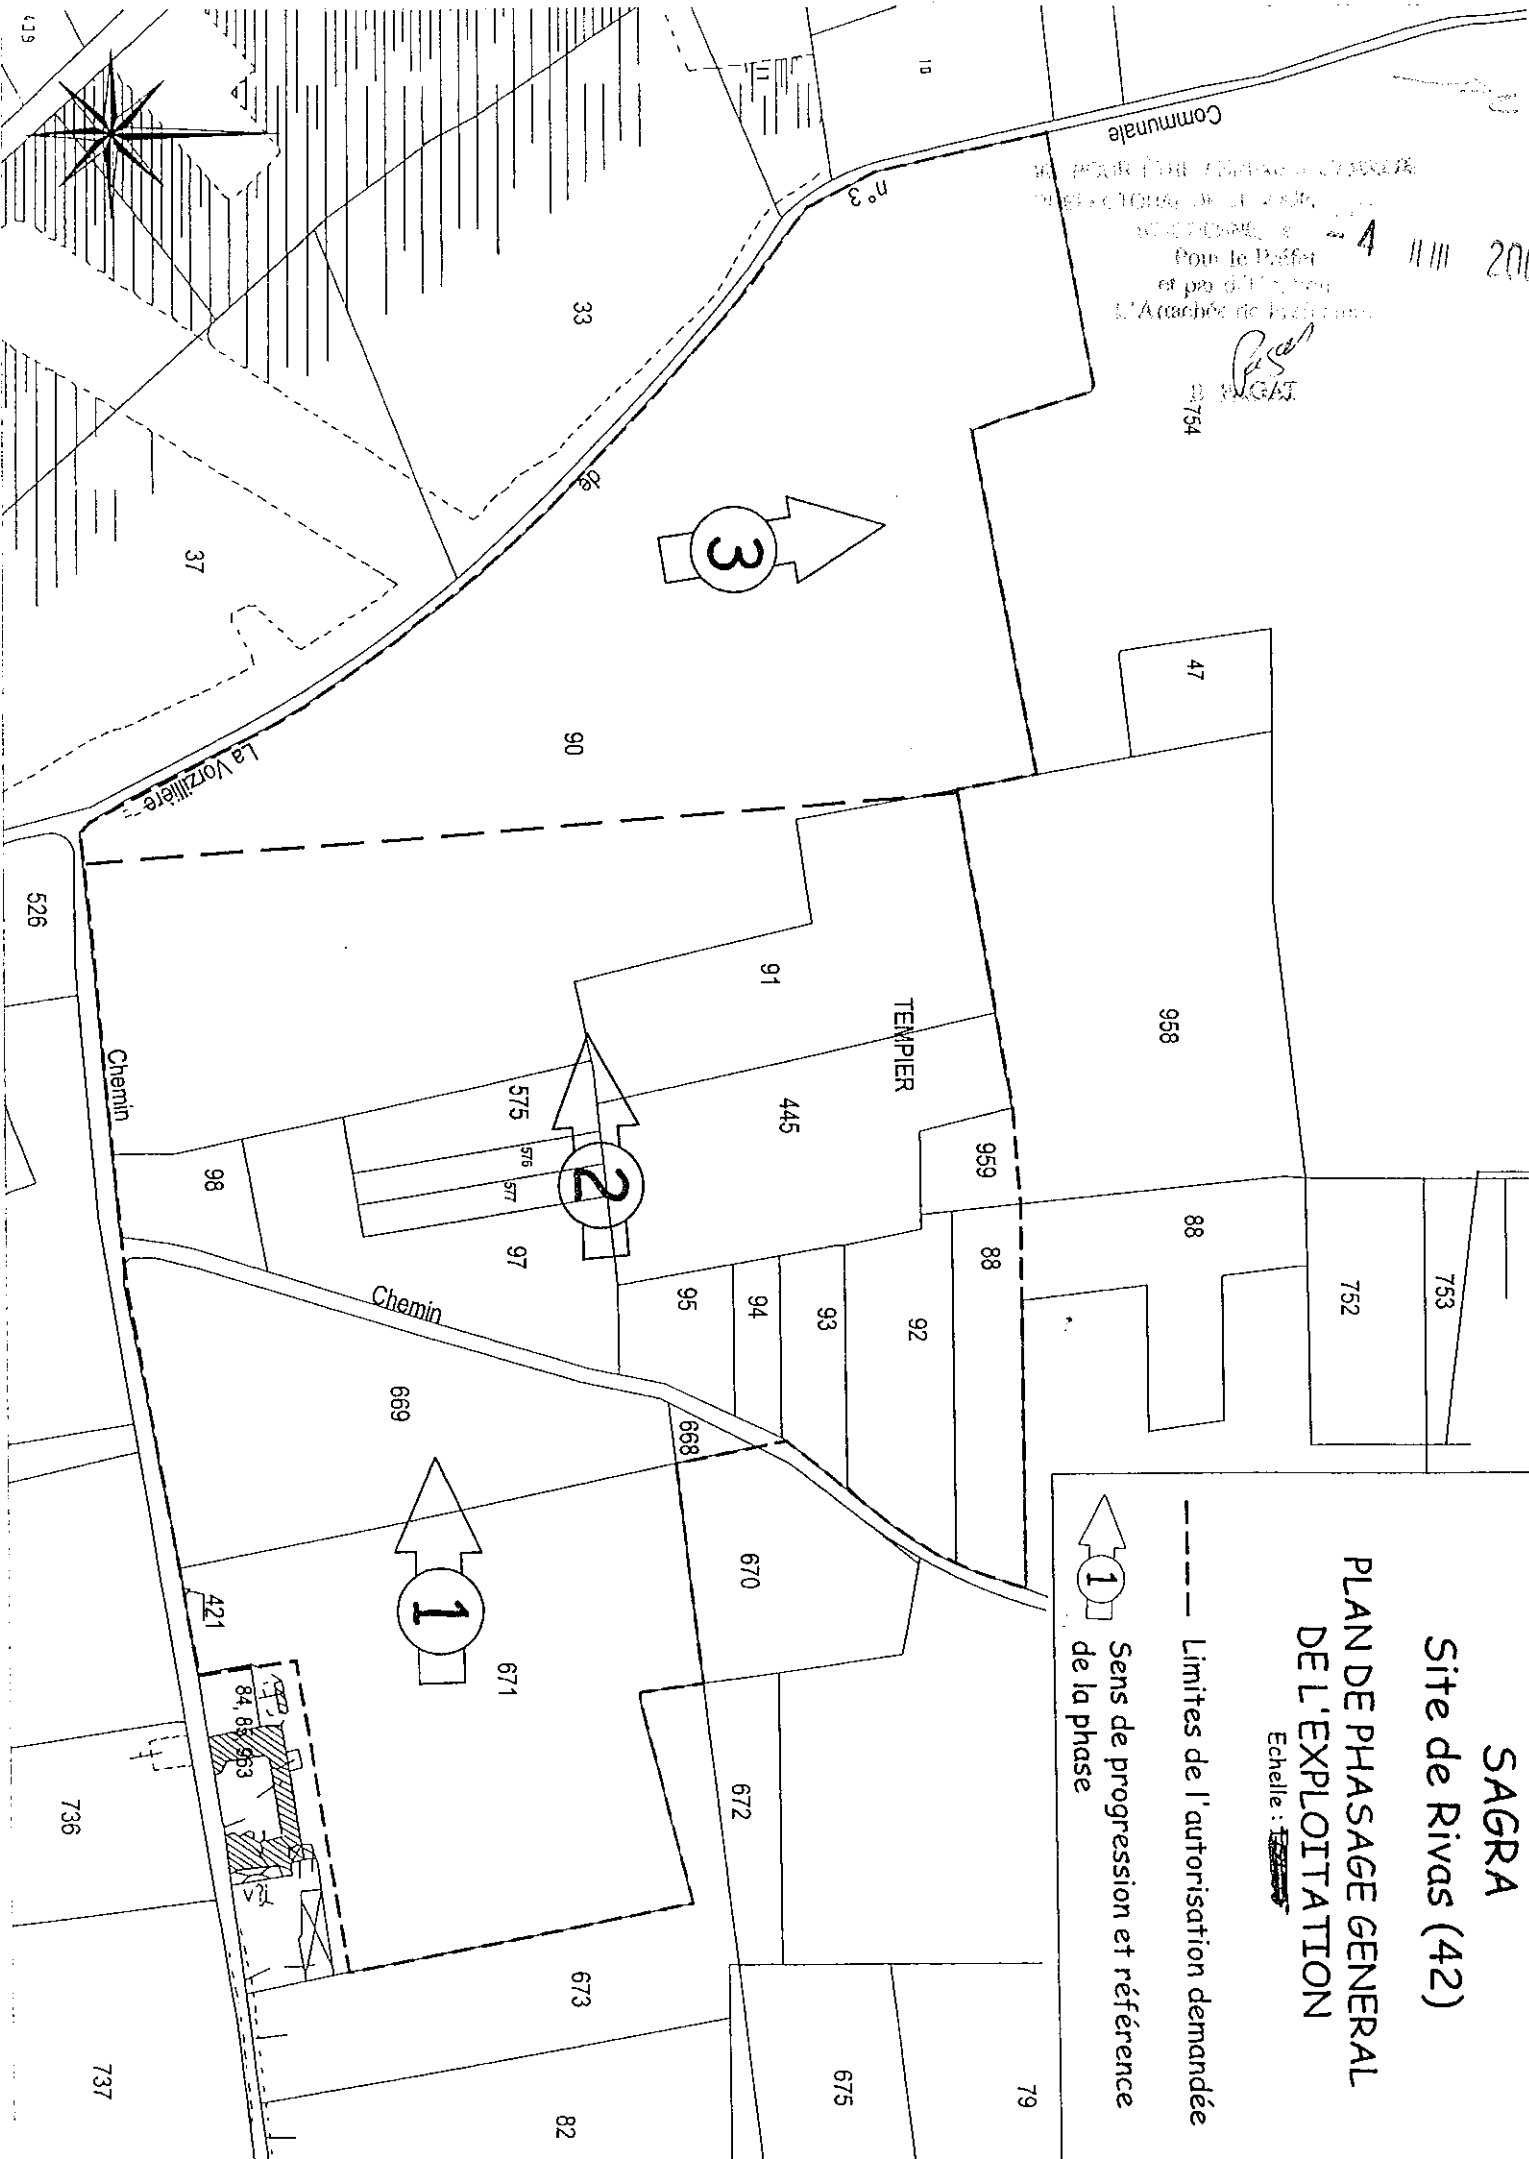 SAGRA
Site de Rivas (42)
PLAN DE PHASAGE GENERAL
DE L'EXPLOITATION
Echelle :
Limites de l'autorisation demandée
1
Sens de progression et référence
de la phase
Communale
n°3
de
La Vorzillière
Pour le Préfet
754
33
37
3
47
90
526
91
TEMPIER
958
445
959
575
576
577
2
98
97
88
88
752
753
95
94
93
92
Chemin
Chemin
669
668
670
1
421
671
84, 85, 963
672
736
673
737
82
675
79